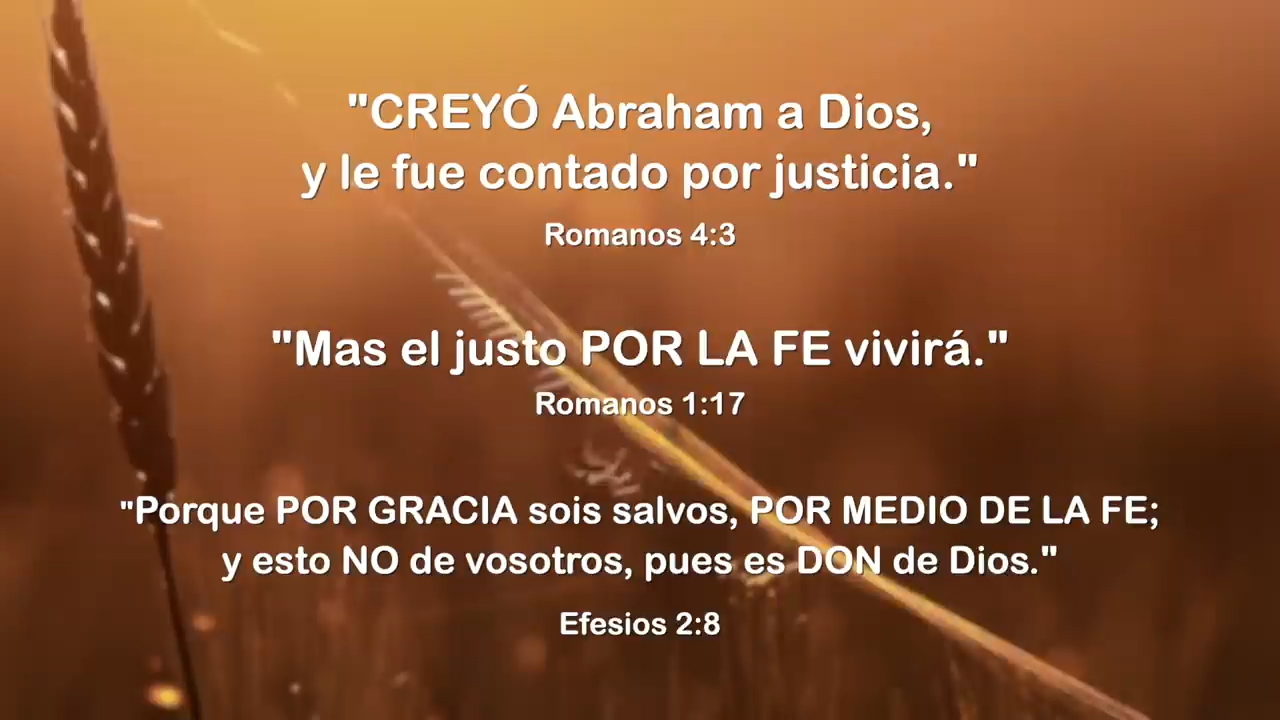 "CREYÓ Abraham a Dios,
y le fue contado por justicia."
Romanos 4:3
"Mas el justo POR LA FE vivirá."
Romanos 1:17
"Porque POR GRACIA sois salvos, POR MEDIO DE LA FE;
y esto NO de vosotros, pues es DON de Dios."
Efesios 2:8